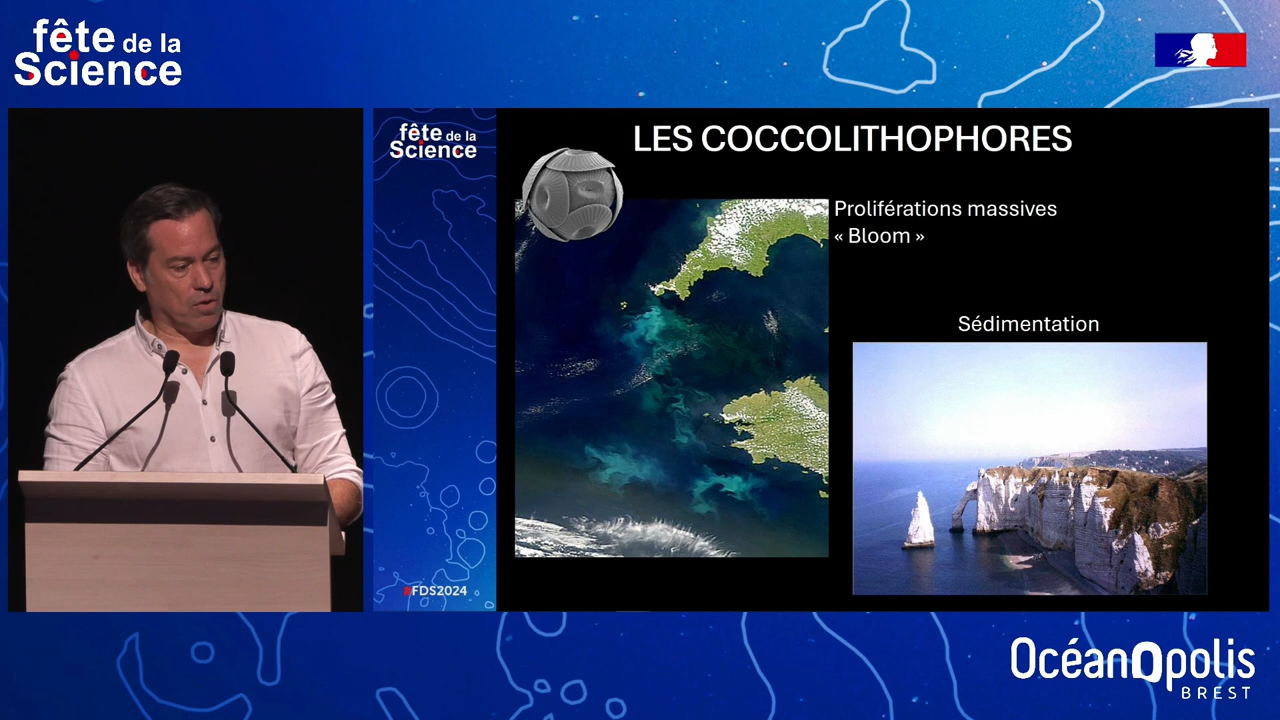 fête de la
Science
fête de la
Science
#FDS2024
LES COCCOLITHOPHORES
Proliférations massives
« Bloom »
Sédimentation
OcéanOpolis
BREST